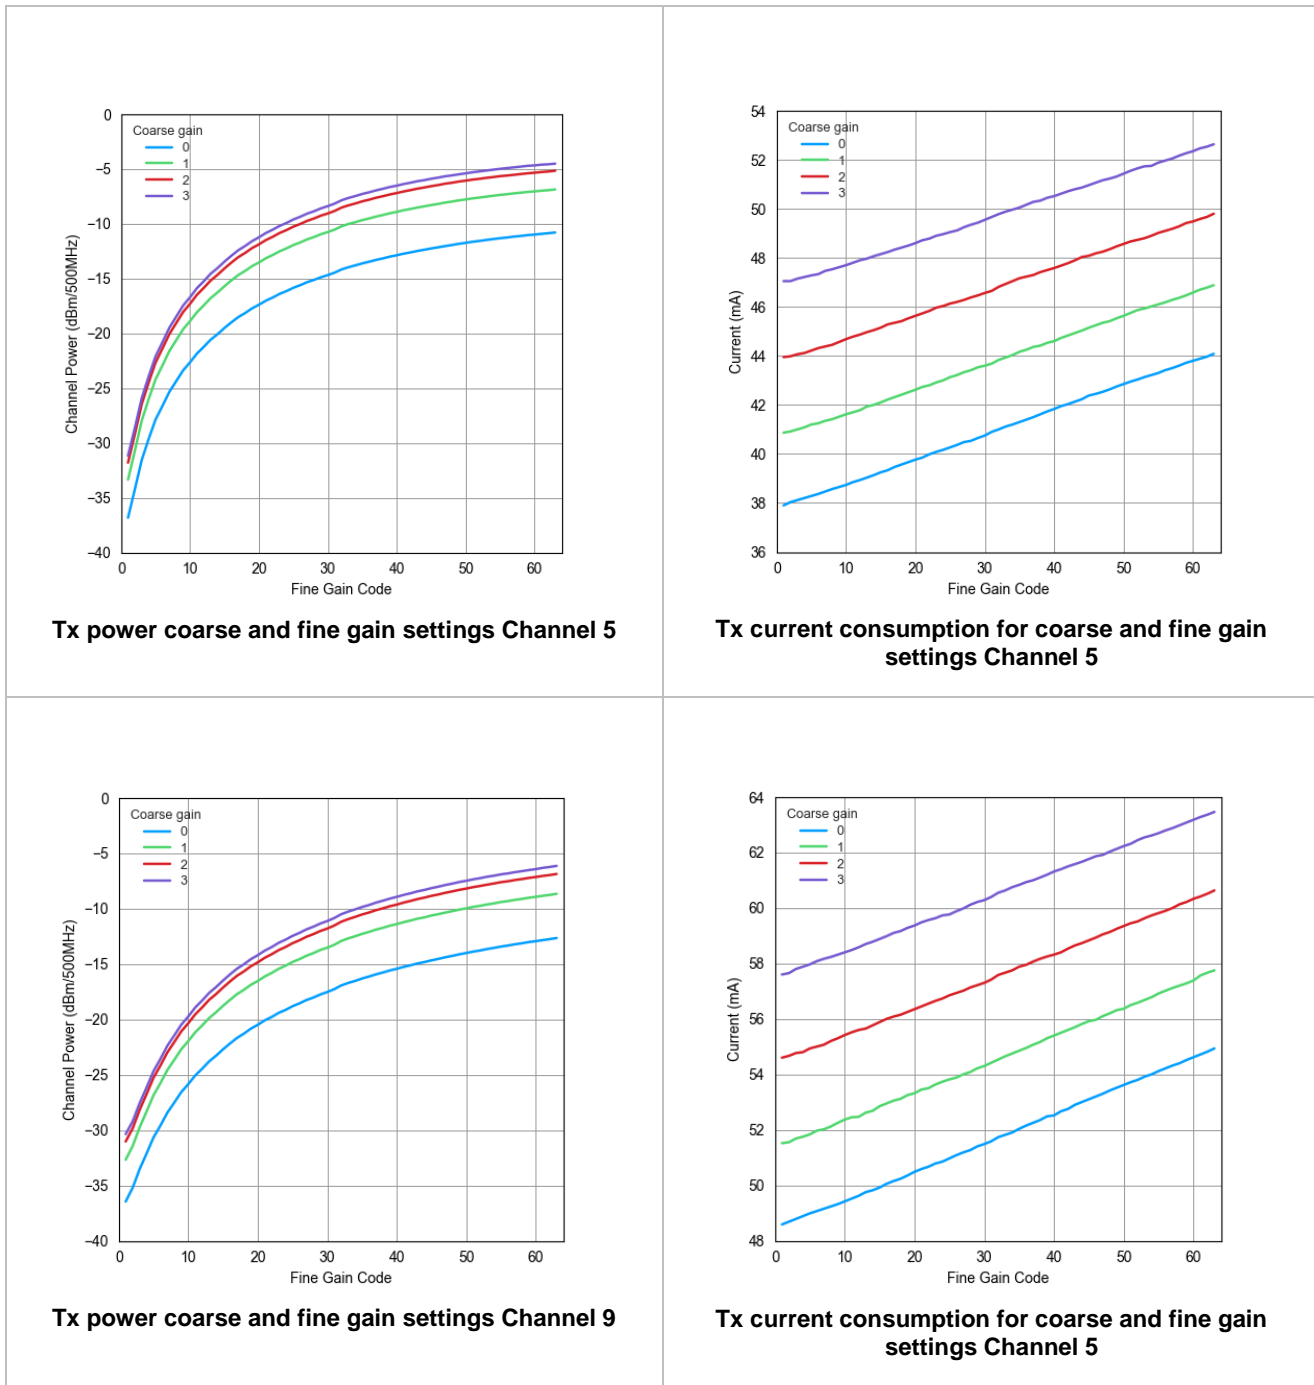 0
−5
−10
−15
−20
−25
−30
−35
−40
Channel Power (dBm/500MHz)
Coarse gain
0
1
2
3
0 10 20 30 40 50 60
Fine Gain Code
Tx power coarse and fine gain settings Channel 5
54
52
50
48
46
44
42
40
38
36
Current (mA)
Coarse gain
0
1
2
3
0 10 20 30 40 50 60
Fine Gain Code
Tx current consumption for coarse and fine gain
settings Channel 5
0
−5
−10
−15
−20
−25
−30
−35
−40
Channel Power (dBm/500MHz)
Coarse gain
0
1
2
3
0 10 20 30 40 50 60
Fine Gain Code
Tx power coarse and fine gain settings Channel 9
64
62
60
58
56
54
52
50
48
Current (mA)
Coarse gain
0
1
2
3
0 10 20 30 40 50 60
Fine Gain Code
Tx current consumption for coarse and fine gain
settings Channel 5